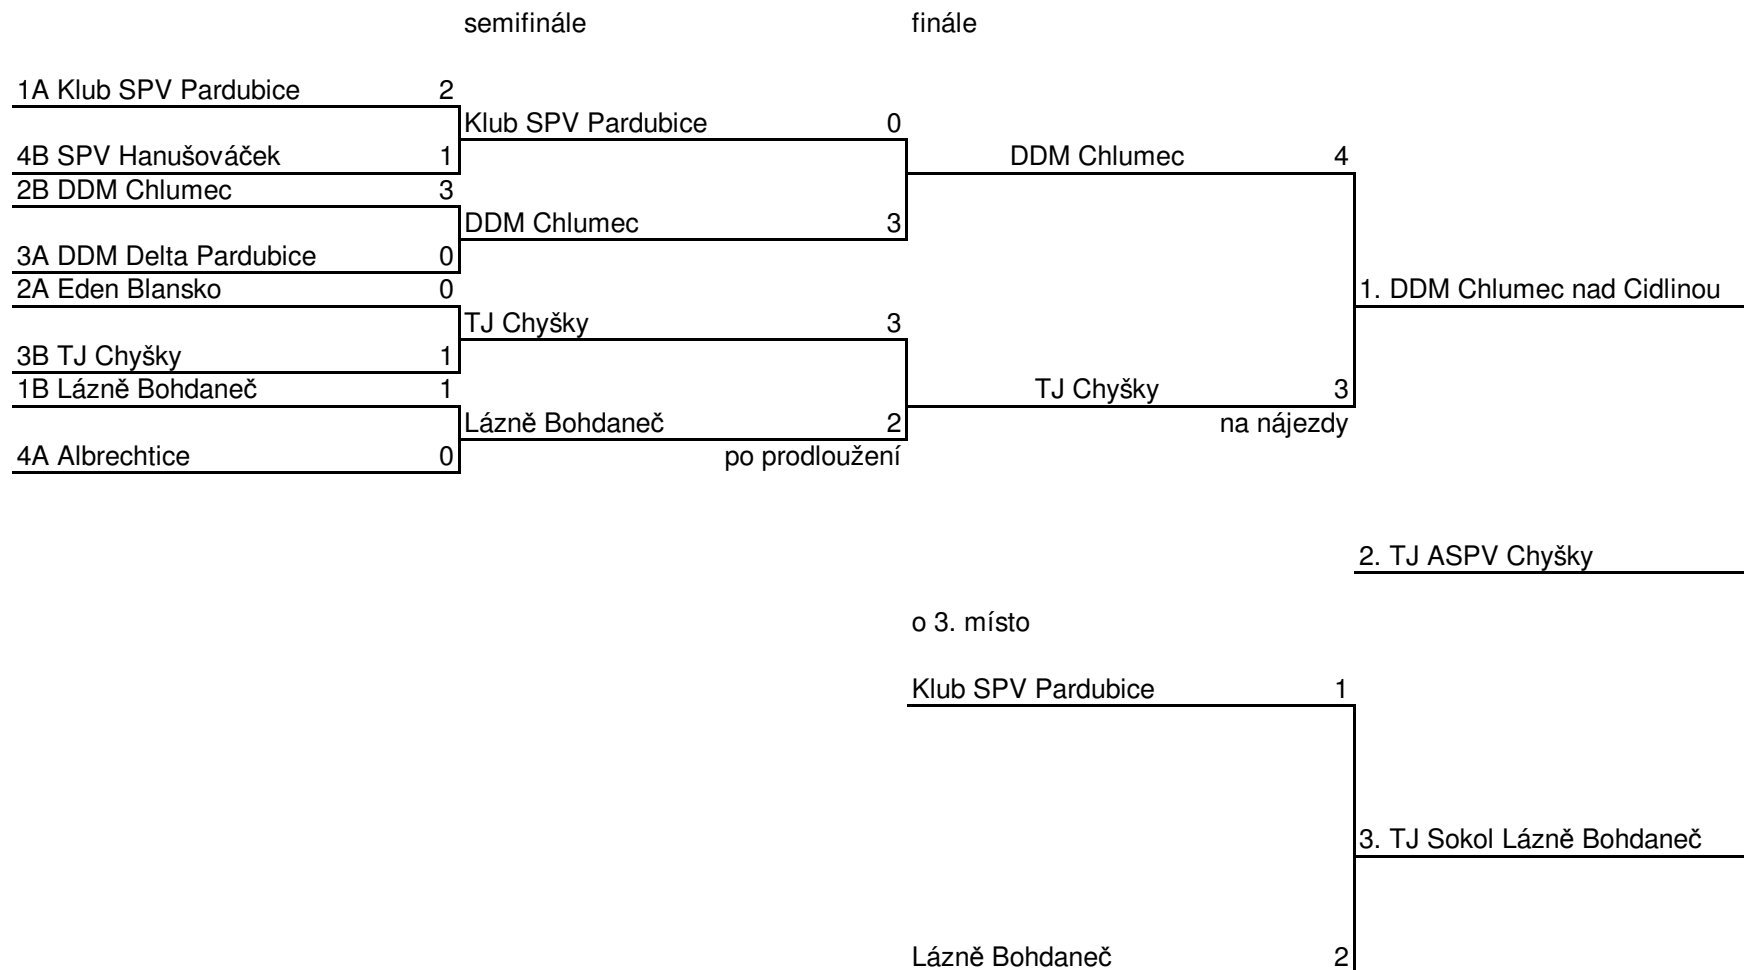 semifinále finále
1A Klub SPV Pardubice 2
Klub SPV Pardubice 0
4B SPV Hanušováček 1 DDM Chlumec 4
2B DDM Chlumec 3
DDM Chlumec 3
3A DDM Delta Pardubice 0
2A Eden Blansko 0 1. DDM Chlumec nad Cidlinou
TJ Chyšky 3
3B TJ Chyšky 1
1B Lázně Bohdaneč 1 TJ Chyšky 3
Lázně Bohdaneč 2 na nájezdy
4A Albrechtice 0 po prodloužení
2. TJ ASPV Chyšky
o 3. místo
Klub SPV Pardubice 1
3. TJ Sokol Lázně Bohdaneč
Lázně Bohdaneč 2